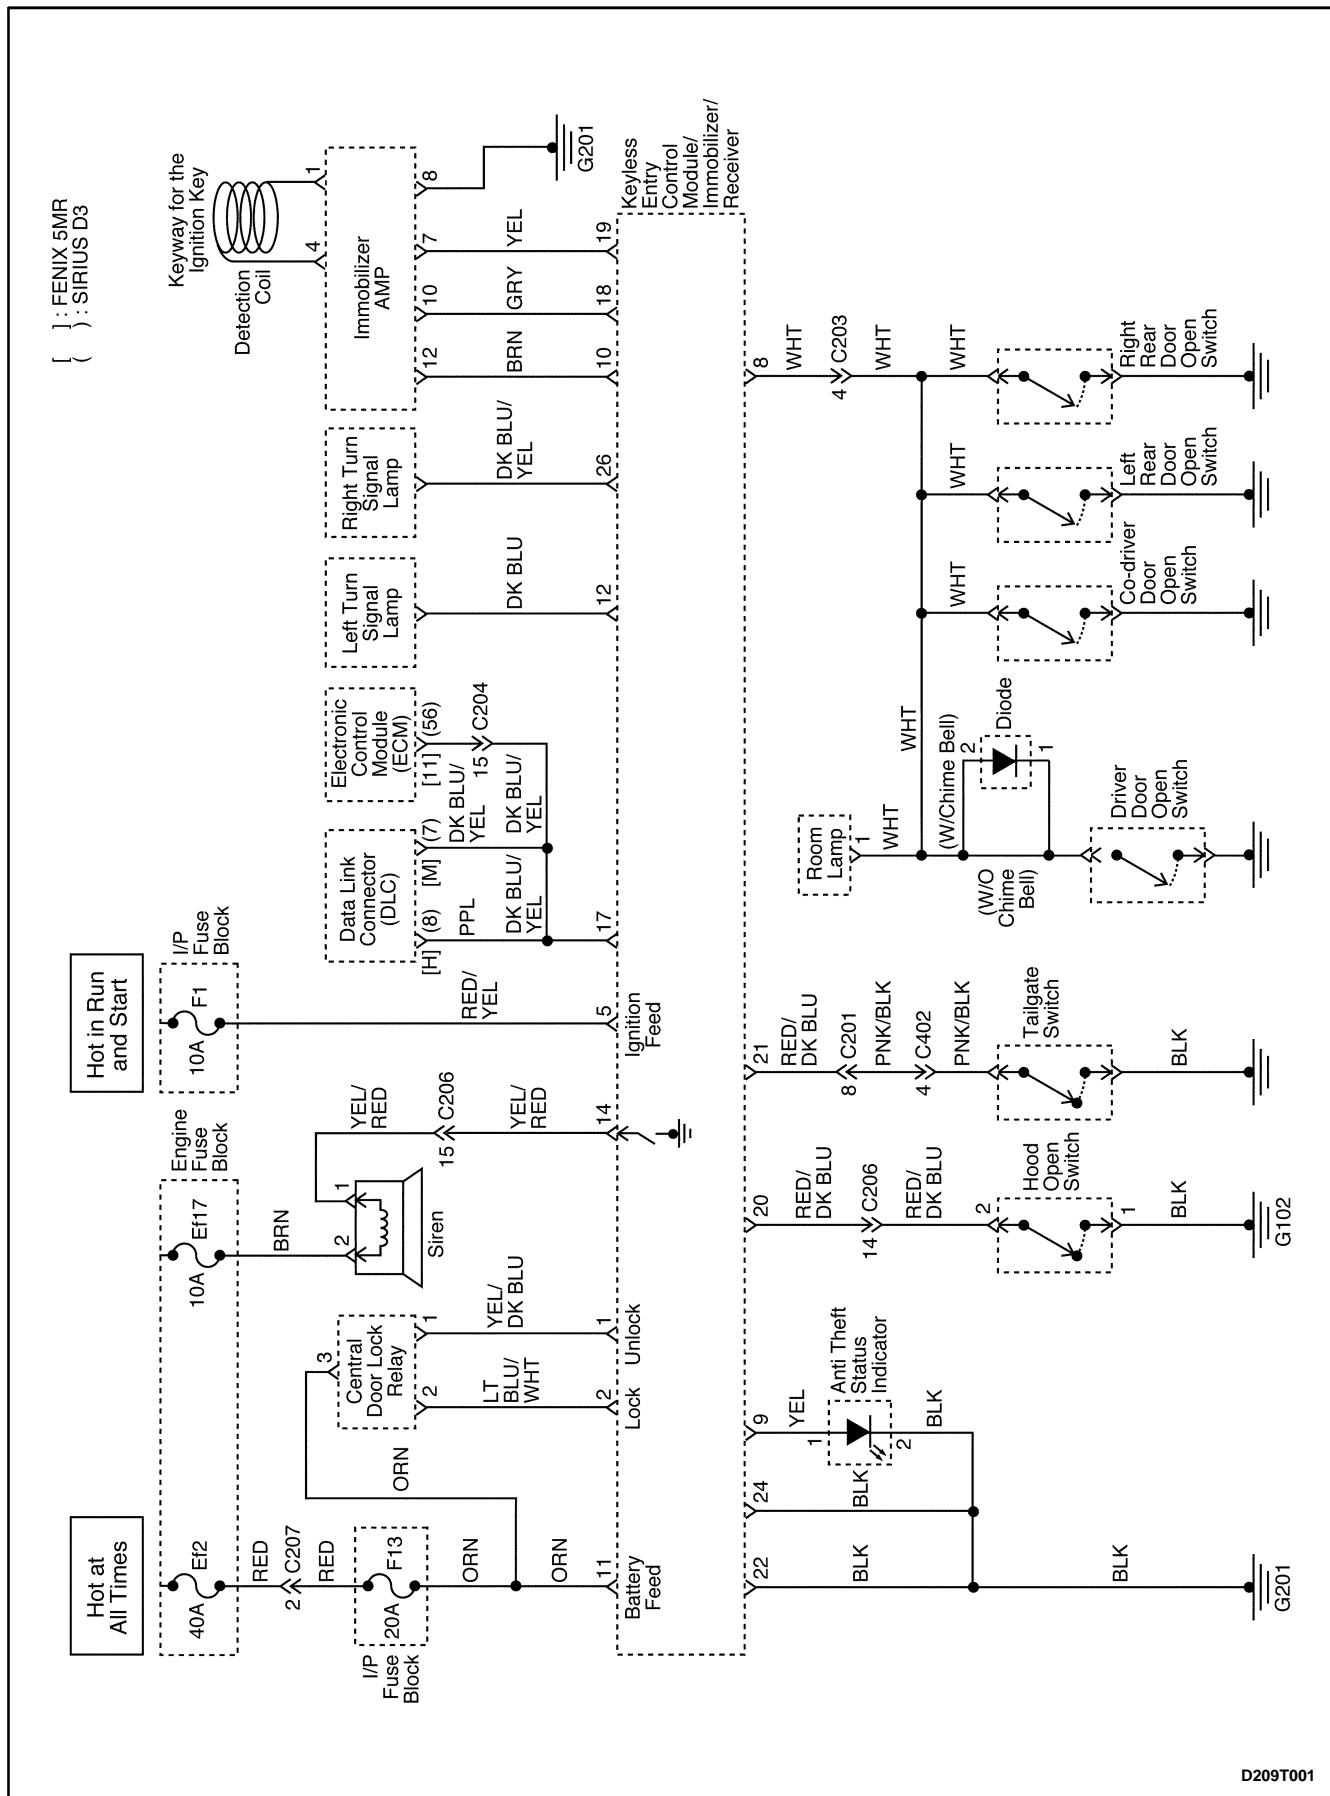 [ ] : FENIX 5MR
( ) : SIRIUS D3
Hot at
All Times
Hot in Run
and Start
40A
Ef2
10A
Ef17
Engine
Fuse
Block
10A
F1
I/P
Fuse
Block
RED
2
C207
RED
I/P
Fuse
Block
20A
F13
ORN
ORN
ORN
11
Battery
Feed
3
Central
Door Lock
Relay
2
1
LT
BLU/
WHT
YEL/
DK BLU
2
1
Lock
Unlock
BRN
2
1
Siren
YEL/
RED
15
C206
YEL/
RED
14
RED/
YEL
5
Ignition
Feed
Data Link
Connector
(DLC)
[H]
(8)
[M]
(7)
PPL
DK BLU/
YEL
17
Electronic
Control
Module
(ECM)
[11]
(56)
DK BLU/
YEL
15
C204
DK BLU/
YEL
Left Turn
Signal
Lamp
DK BLU
12
Right Turn
Signal
Lamp
DK BLU/
YEL
26
Keyway for the
Ignition Key
Detection
Coil
4
1
Immobilizer
AMP
12
10
7
8
BRN
GRY
YEL
10
18
19
G201
Keyless
Entry
Control
Module/
Immobilizer/
Receiver
22
24
9
BLK
BLK
YEL
1
2
Anti Theft
Status
Indicator
BLK
BLK
G201
20
RED/
DK BLU
14
C206
RED/
DK BLU
2
Hood
Open
Switch
1
BLK
G102
21
RED/
DK BLU
8
C201
PNK/BLK
4
C402
PNK/BLK
Tailgate
Switch
BLK
Room
Lamp
1
WHT
WHT
(W/Chime Bell)
(W/O
Chime
Bell)
2
Diode
1
Driver
Door
Open
Switch
8
WHT
4
C203
WHT
WHT
WHT
WHT
Co-driver
Door
Open
Switch
Left
Rear
Door
Open
Switch
Right
Rear
Door
Open
Switch
D209T001